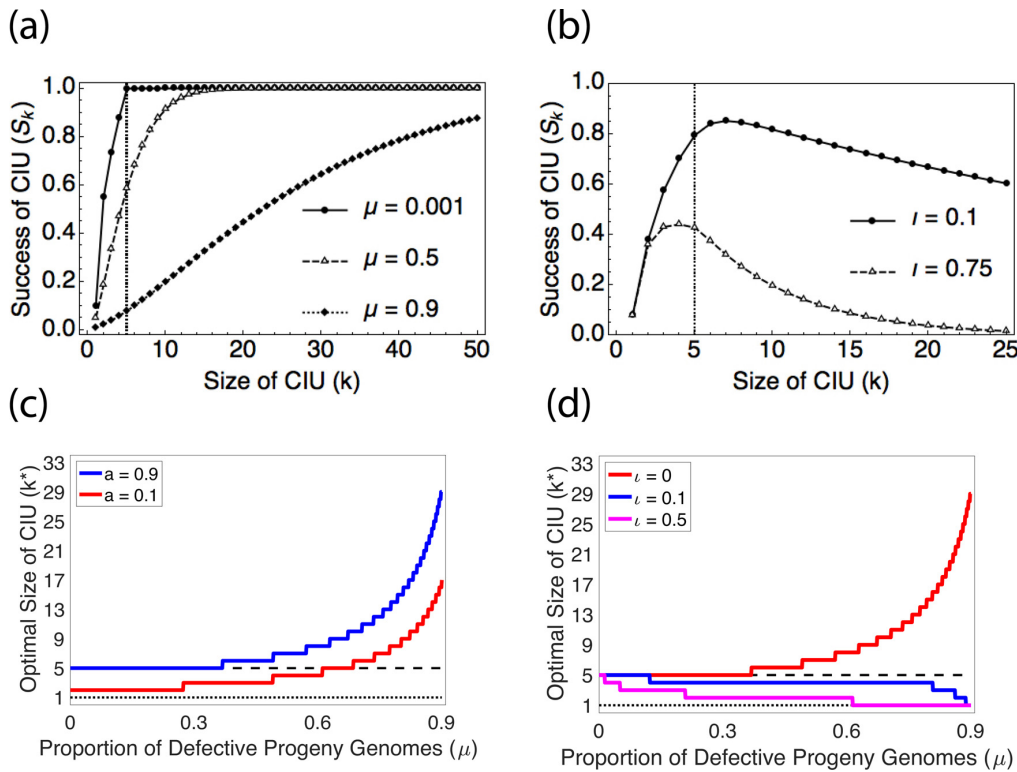 (a)
1.0
0.8
0.6
0.4
0.2
0.0
Success of CIU (Sₖ)
μ = 0.001
μ = 0.5
μ = 0.9
0 10 20 30 40 50
Size of CIU (k)
(b)
1.0
0.8
0.6
0.4
0.2
0.0
Success of CIU (Sₖ)
ι = 0.1
ι = 0.75
0 5 10 15 20 25
Size of CIU (k)
(c)
33
29
25
21
17
13
9
5
1
Optimal Size of CIU (k*)
a = 0.9
a = 0.1
0 0.3 0.6 0.9
Proportion of Defective Progeny Genomes (μ)
(d)
33
29
25
21
17
13
9
5
1
Optimal Size of CIU (k*)
ι = 0
ι = 0.1
ι = 0.5
0 0.3 0.6 0.9
Proportion of Defective Progeny Genomes (μ)